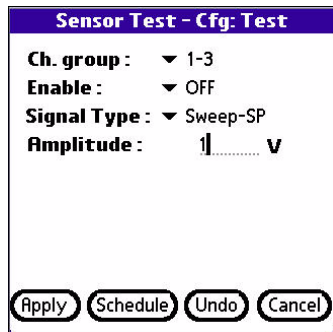 Sensor Test - Cfg: Test
Ch. group : 1-3
Enable : OFF
Signal Type : Sweep-SP
Amplitude : 1 V
Apply Schedule Undo Cancel